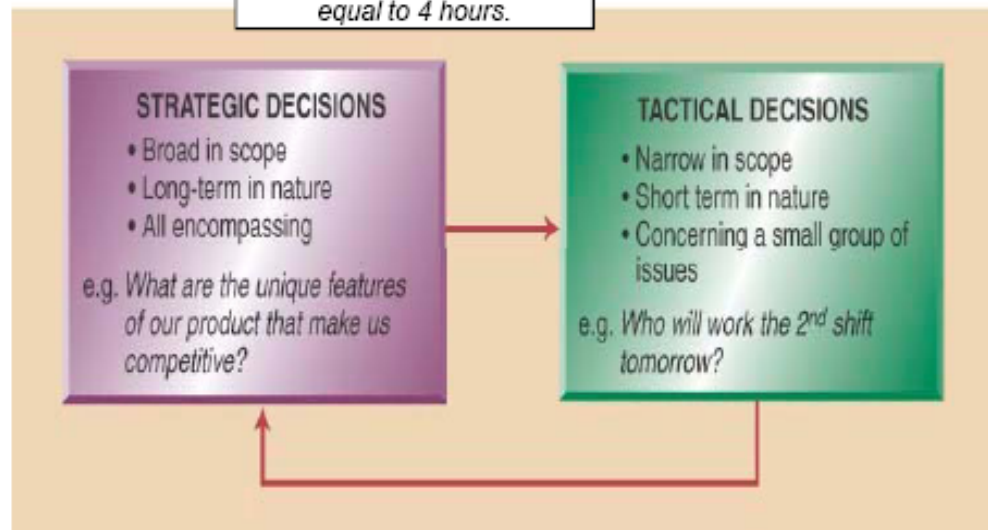 equal to 4 hours.
STRATEGIC DECISIONS
• Broad in scope
• Long-term in nature
• All encompassing
e.g. What are the unique features
of our product that make us
competitive?
TACTICAL DECISIONS
• Narrow in scope
• Short term in nature
• Concerning a small group of
issues
e.g. Who will work the 2nd shift
tomorrow?